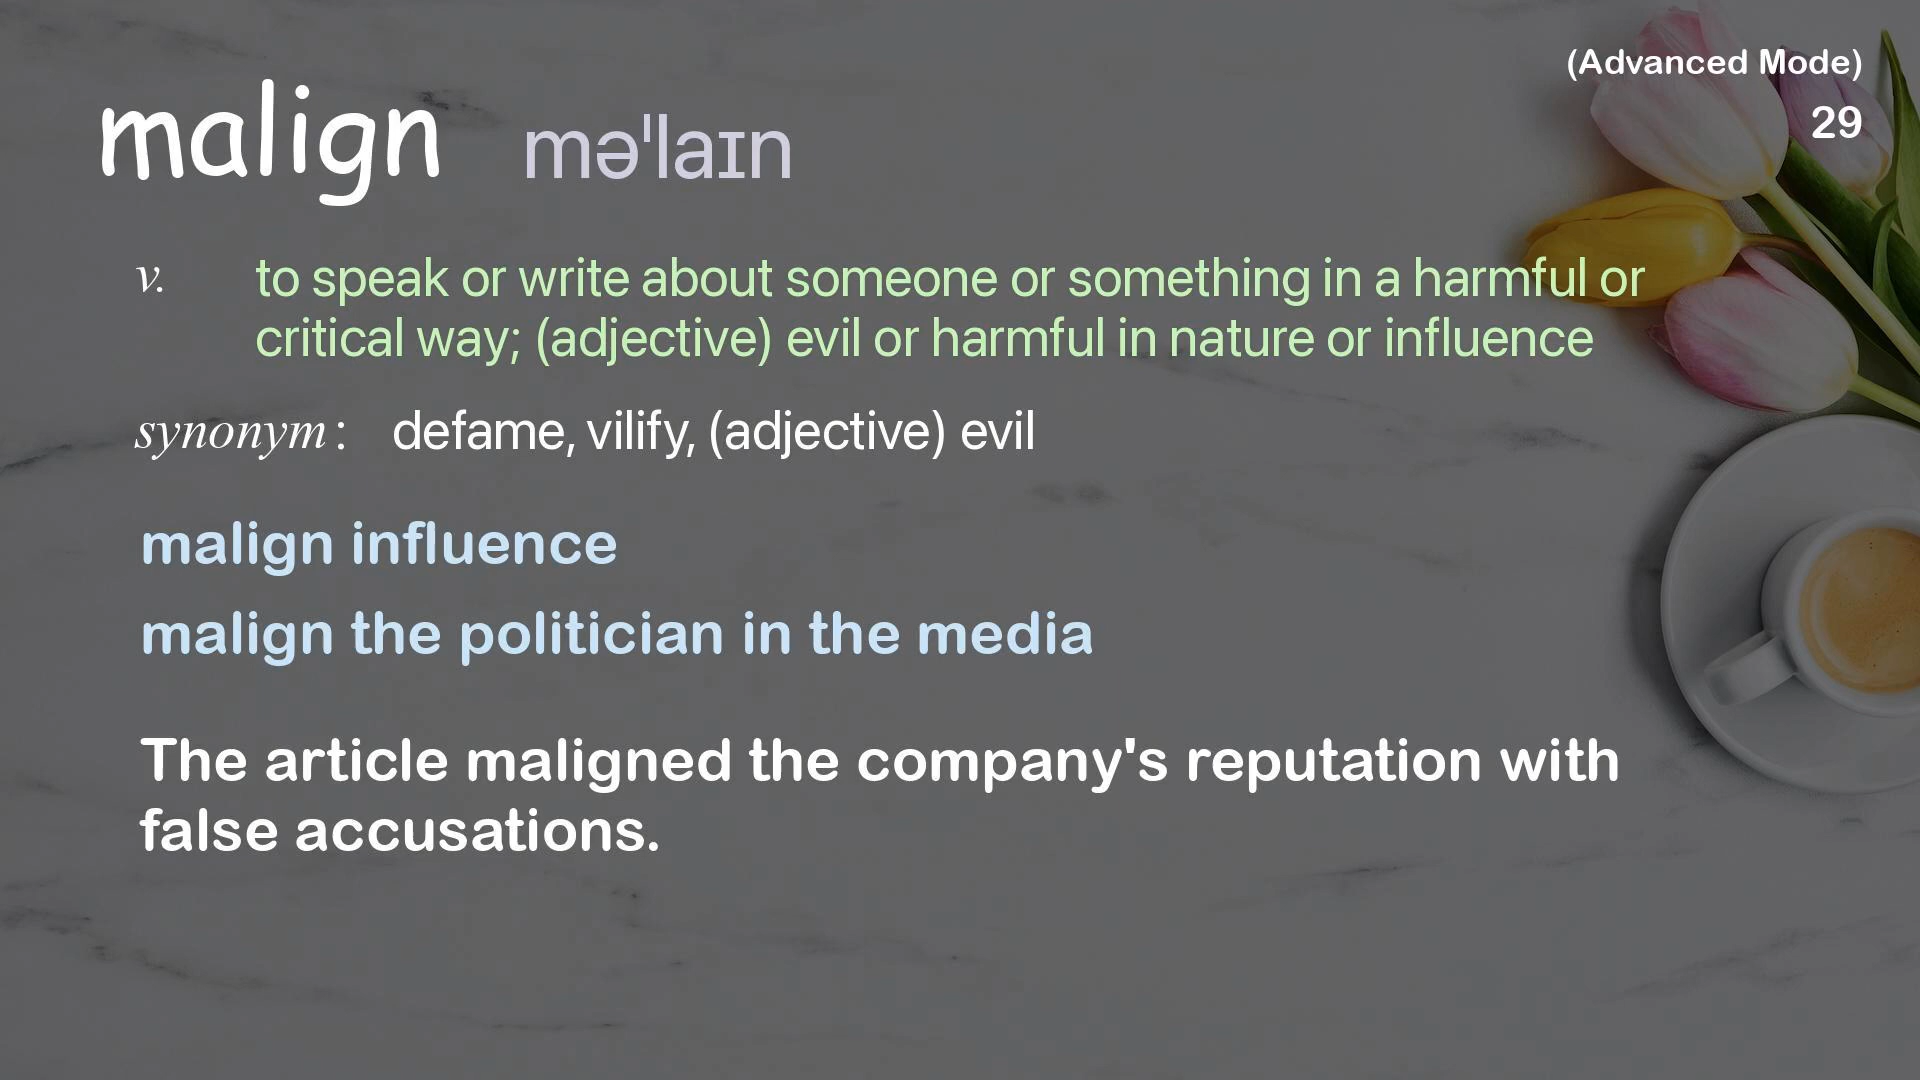 (Advanced Mode)
29
malign məˈlaɪn
v. to speak or write about someone or something in a harmful or
critical way; (adjective) evil or harmful in nature or influence
synonym: defame, vilify, (adjective) evil
malign influence
malign the politician in the media
The article maligned the company's reputation with
false accusations.